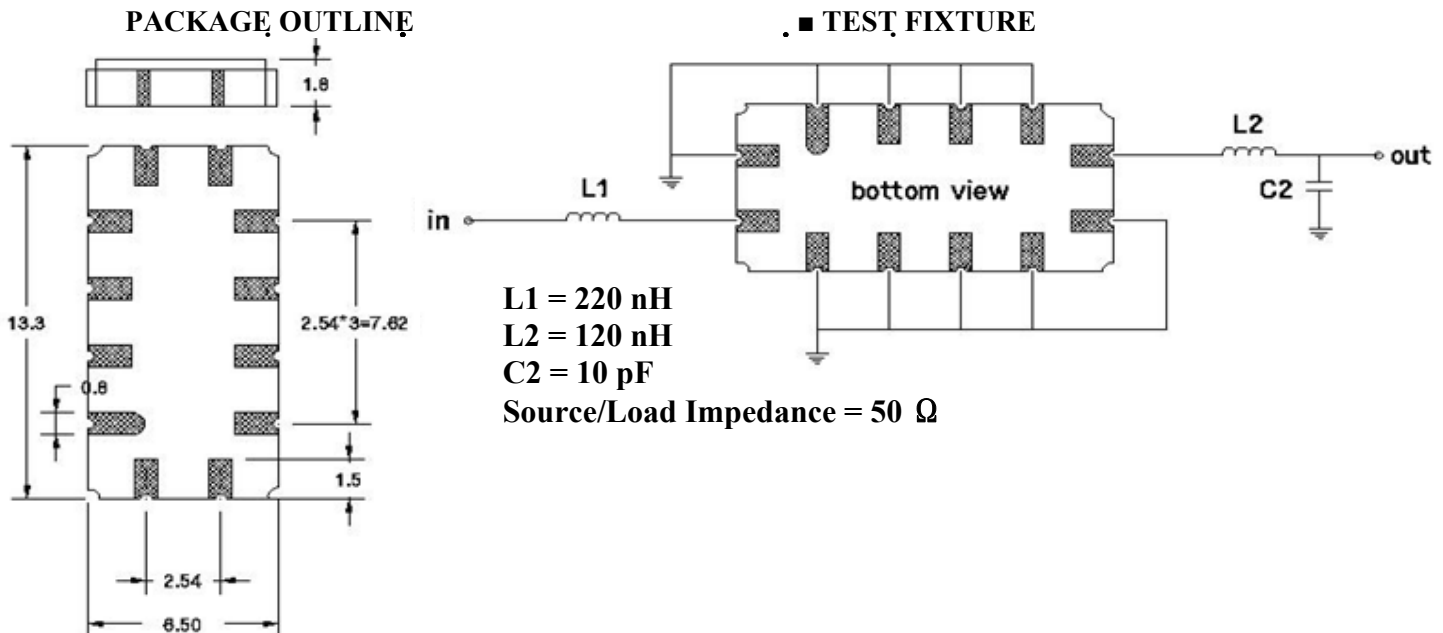 PACKAGE OUTLINE
1.8
13.3
2.54*3=7.62
0.8
1.5
2.54
6.50
■ TEST FIXTURE
L2
out
C2
bottom view
L1
in
L1 = 220 nH
L2 = 120 nH
C2 = 10 pF
Source/Load Impedance = 50 Ω